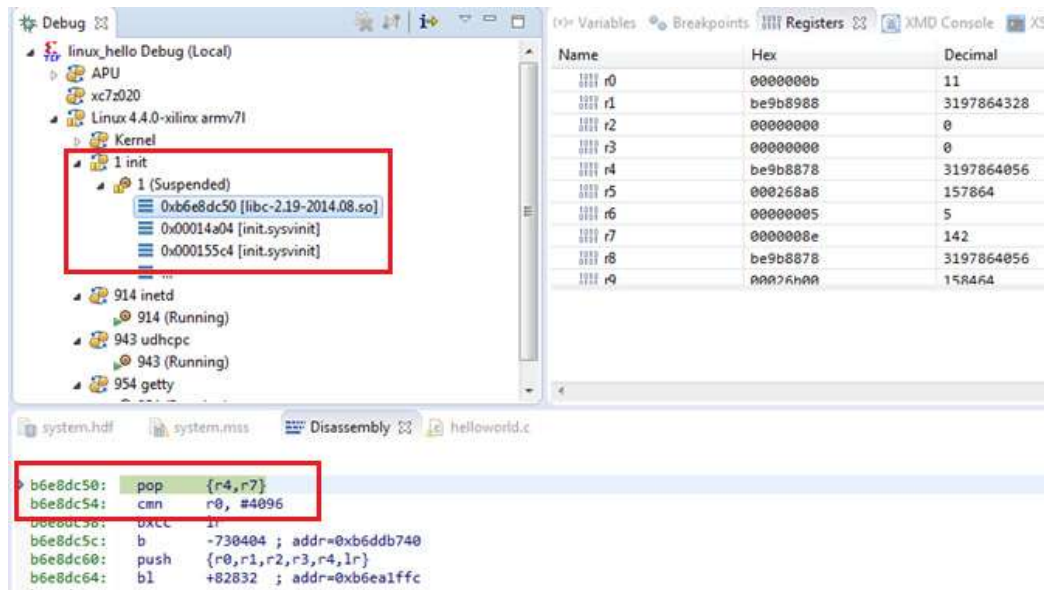 Debug
linux_hello Debug (Local)
APU
xc7z020
Linux 4.4.0-xilinx armv7l
Kernel
1 init
1 (Suspended)
0xb6e8dc50 [libc-2.19-2014.08.so]
0x00014a04 [init.sysvinit]
0x000155c4 [init.sysvinit]
...
914 inetd
914 (Running)
943 udhcpc
943 (Running)
954 getty
(x)= Variables Breakpoints Registers XMD Console XS
Name Hex Decimal
r0 0000000b 11
r1 be9b8988 3197864328
r2 00000000 0
r3 00000000 0
r4 be9b8878 3197864056
r5 000268a8 157864
r6 00000005 5
r7 0000008e 142
r8 be9b8878 3197864056
r9 00026b00 158464
system.hdf system.mss Disassembly helloworld.c
b6e8dc50: pop {r4,r7}
b6e8dc54: cmn r0, #4096
b6e8dc58: bxcc lr
b6e8dc5c: b -730404 ; addr=0xb6ddb740
b6e8dc60: push {r0,r1,r2,r3,r4,lr}
b6e8dc64: bl +82832 ; addr=0xb6ea1ffc